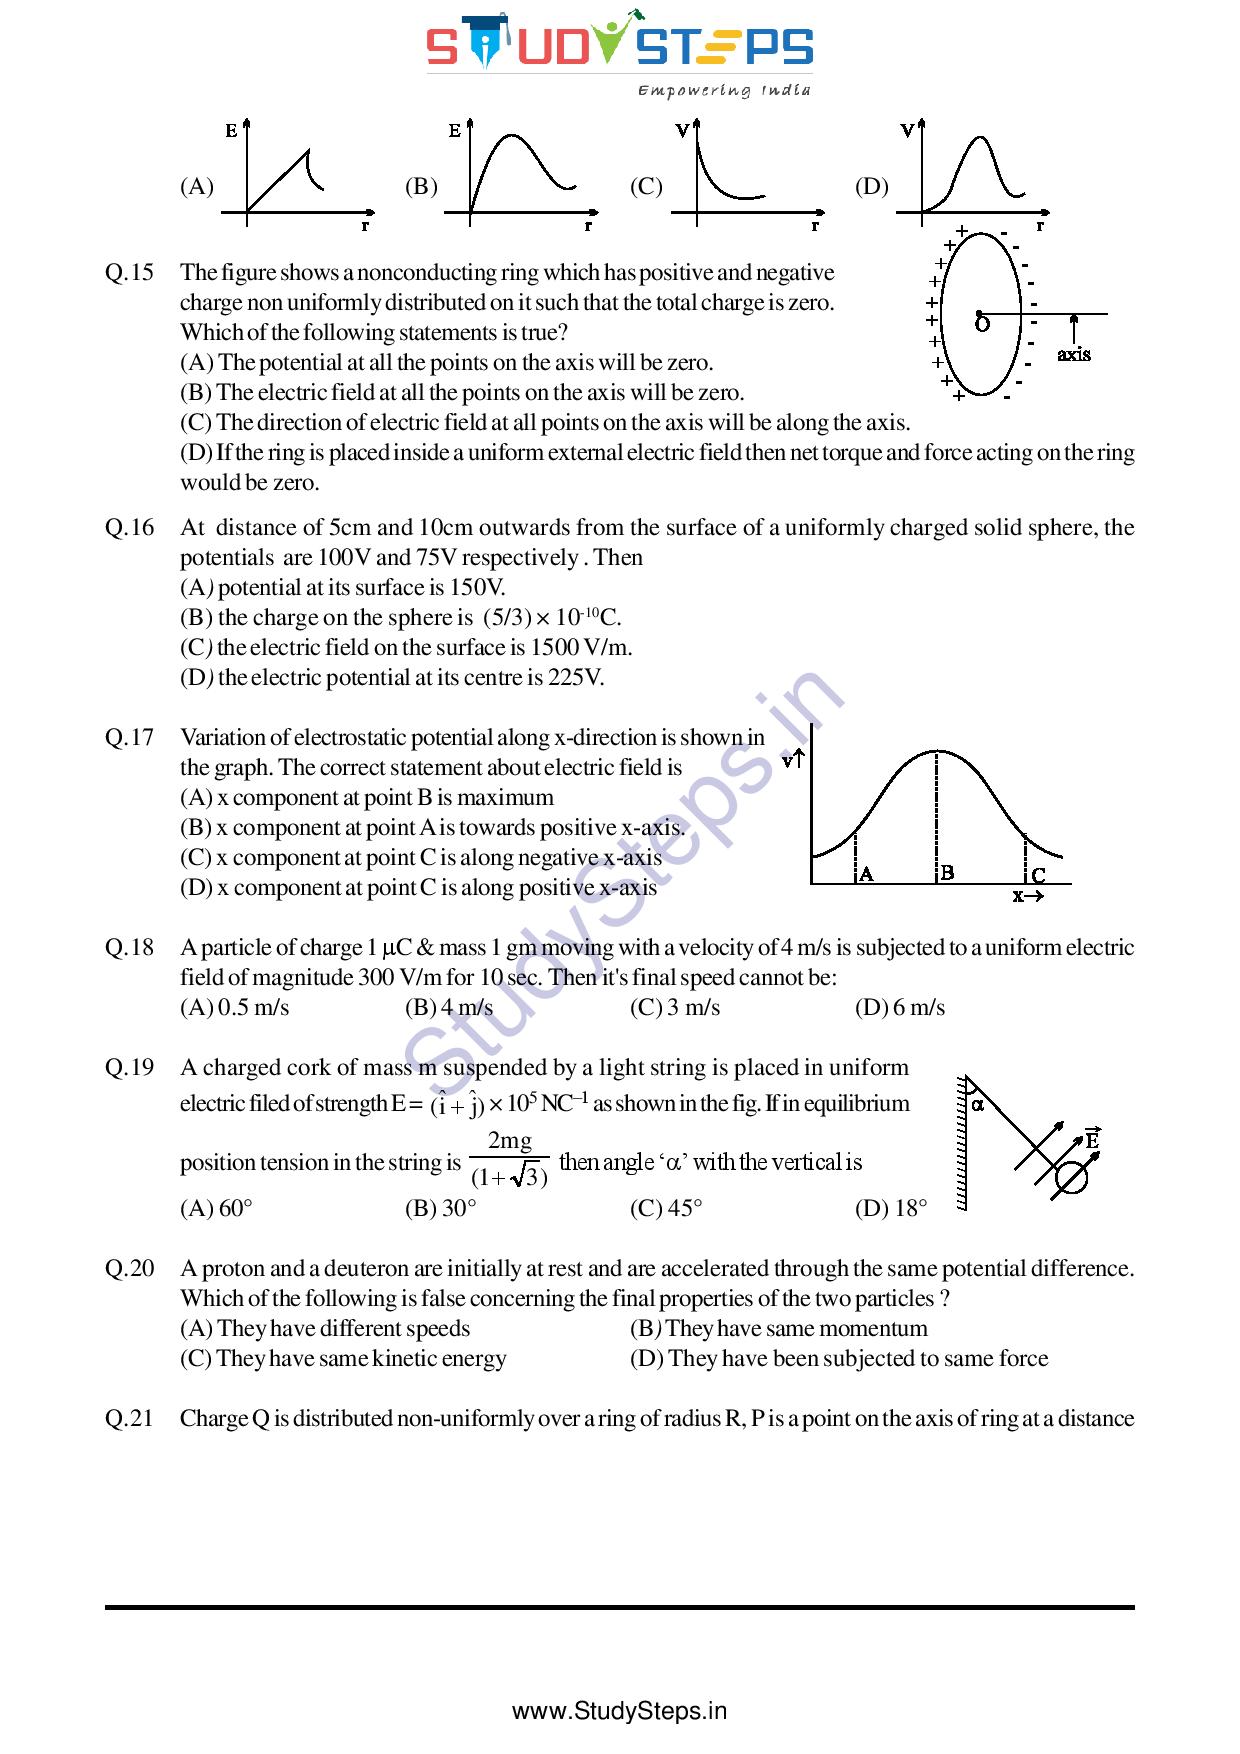 STUDYSTEPS
Empowering India
E
r
(A)
E
r
(B)
V
r
(C)
V
r
(D)
Q.15 The figure shows a nonconducting ring which has positive and negative
charge non uniformly distributed on it such that the total charge is zero.
Which of the following statements is true?
(A) The potential at all the points on the axis will be zero.
(B) The electric field at all the points on the axis will be zero.
(C) The direction of electric field at all points on the axis will be along the axis.
(D) If the ring is placed inside a uniform external electric field then net torque and force acting on the ring
would be zero.
axis
Q.16 At distance of 5cm and 10cm outwards from the surface of a uniformly charged solid sphere, the
potentials are 100V and 75V respectively . Then
(A) potential at its surface is 150V.
(B) the charge on the sphere is (5/3) × 10⁻¹⁰C.
(C) the electric field on the surface is 1500 V/m.
(D) the electric potential at its centre is 225V.
Q.17 Variation of electrostatic potential along x-direction is shown in
the graph. The correct statement about electric field is
(A) x component at point B is maximum
(B) x component at point A is towards positive x-axis.
(C) x component at point C is along negative x-axis
(D) x component at point C is along positive x-axis
v↑
A B C
x→
Q.18 A particle of charge 1 μC & mass 1 gm moving with a velocity of 4 m/s is subjected to a uniform electric
field of magnitude 300 V/m for 10 sec. Then it's final speed cannot be:
(A) 0.5 m/s (B) 4 m/s (C) 3 m/s (D) 6 m/s
Q.19 A charged cork of mass m suspended by a light string is placed in uniform
electric filed of strength E = (î + ĵ) × 10⁵ NC⁻¹ as shown in the fig. If in equilibrium
position tension in the string is 2mg/(1+√3) then angle ‘α’ with the vertical is
(A) 60° (B) 30° (C) 45° (D) 18°
α
E⃗
Q.20 A proton and a deuteron are initially at rest and are accelerated through the same potential difference.
Which of the following is false concerning the final properties of the two particles ?
(A) They have different speeds (B) They have same momentum
(C) They have same kinetic energy (D) They have been subjected to same force
Q.21 Charge Q is distributed non-uniformly over a ring of radius R, P is a point on the axis of ring at a distance
StudySteps.in
www.StudySteps.in